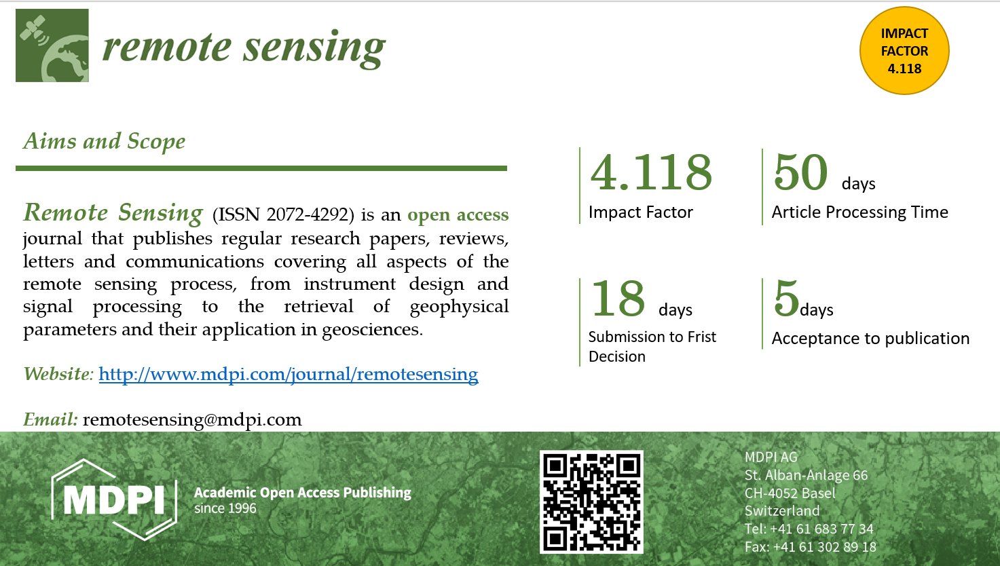 remote sensing
IMPACT
FACTOR
4.118
Aims and Scope
Remote Sensing (ISSN 2072-4292) is an open access
journal that publishes regular research papers, reviews,
letters and communications covering all aspects of the
remote sensing process, from instrument design and
signal processing to the retrieval of geophysical
parameters and their application in geosciences.
Website: http://www.mdpi.com/journal/remotesensing
Email: remotesensing@mdpi.com
4.118
Impact Factor
50 days
Article Processing Time
18 days
Submission to Frist
Decision
5days
Acceptance to publication
MDPI
Academic Open Access Publishing
since 1996
MDPI AG
St. Alban-Anlage 66
CH-4052 Basel
Switzerland
Tel: +41 61 683 77 34
Fax: +41 61 302 89 18